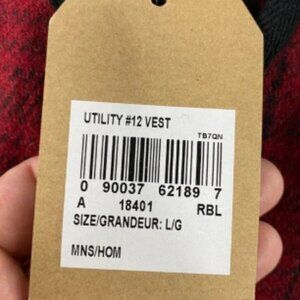 UTILITY #12 VEST
TB7QN
0 90037 62189 7
A 18401 RBL
SIZE/GRANDEUR: L/G
MNS/HOM